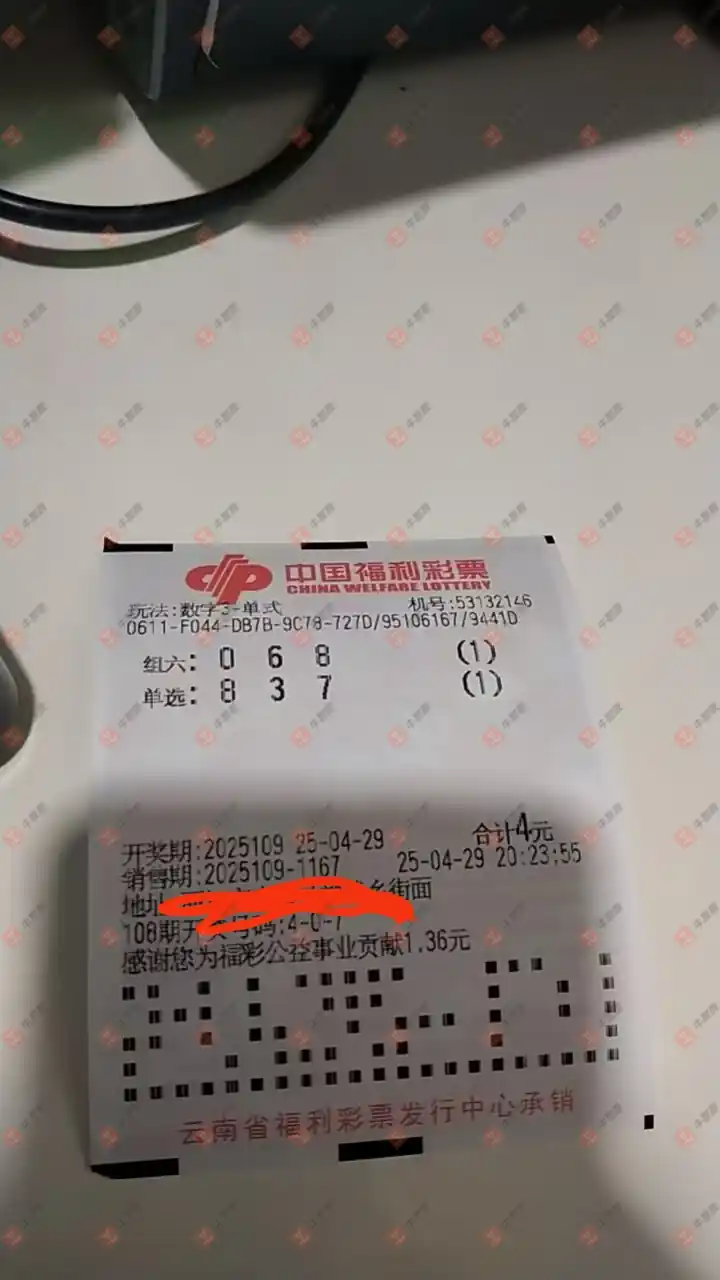 中国福利彩票
CHINA WELFARE LOTTERY
玩法:数字3-单式 机号:53132146
0611-F044-DB7B-9C78-727D/95106167/9441D
组六: 0 6 8 (1)
单选: 8 3 7 (1)
合计4元
开奖期:2025109 25-04-29
销售期:2025109-1167 25-04-29 20:23:55
地址 乡街面
108期开奖号码:4-0-7
感谢您为福彩公益事业贡献1.36元
云南省福利彩票发行中心承销